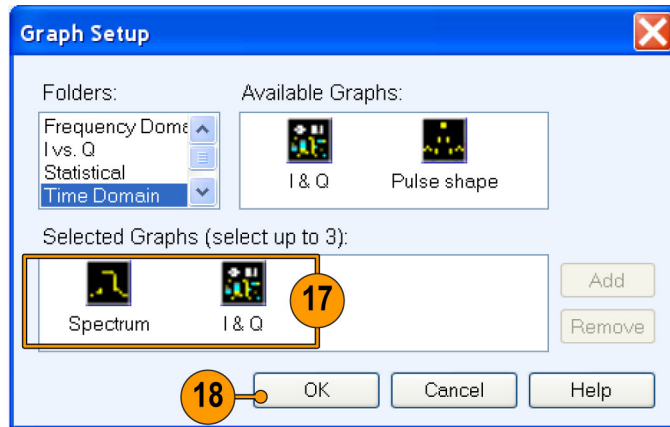 Graph Setup
Folders: Available Graphs:
Frequency Doma
I vs. Q
Statistical
Time Domain
I & Q Pulse shape
Selected Graphs (select up to 3):
17
Spectrum I & Q
Add
Remove
18 OK Cancel Help